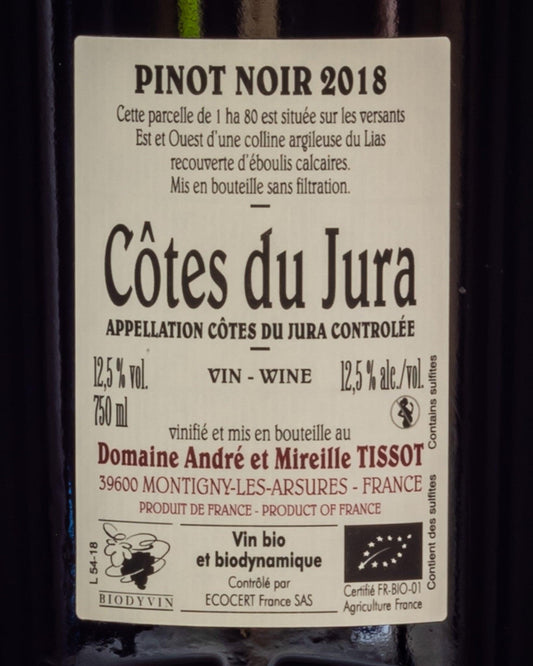 PINOT NOIR 2018
Cette parcelle de 1 ha 80 est située sur les versants
Est et Ouest d'une colline argileuse du Lias
recouverte d'éboulis calcaires.
Mis en bouteille sans filtration.
Côtes du Jura
APPELLATION CÔTES DU JURA CONTROLÉE
12,5 % vol.
750 ml
VIN - WINE
12,5 % alc./vol.
Contains sulfites
vinifié et mis en bouteille au
Domaine André et Mireille TISSOT
39600 MONTIGNY-LES-ARSURES - FRANCE
PRODUIT DE FRANCE - PRODUCT OF FRANCE
Contient des sulfites
L 54-18
BIODYVIN
Vin bio
et biodynamique
Contrôlé par
ECOCERT France SAS
Certifié FR-BIO-01
Agriculture France